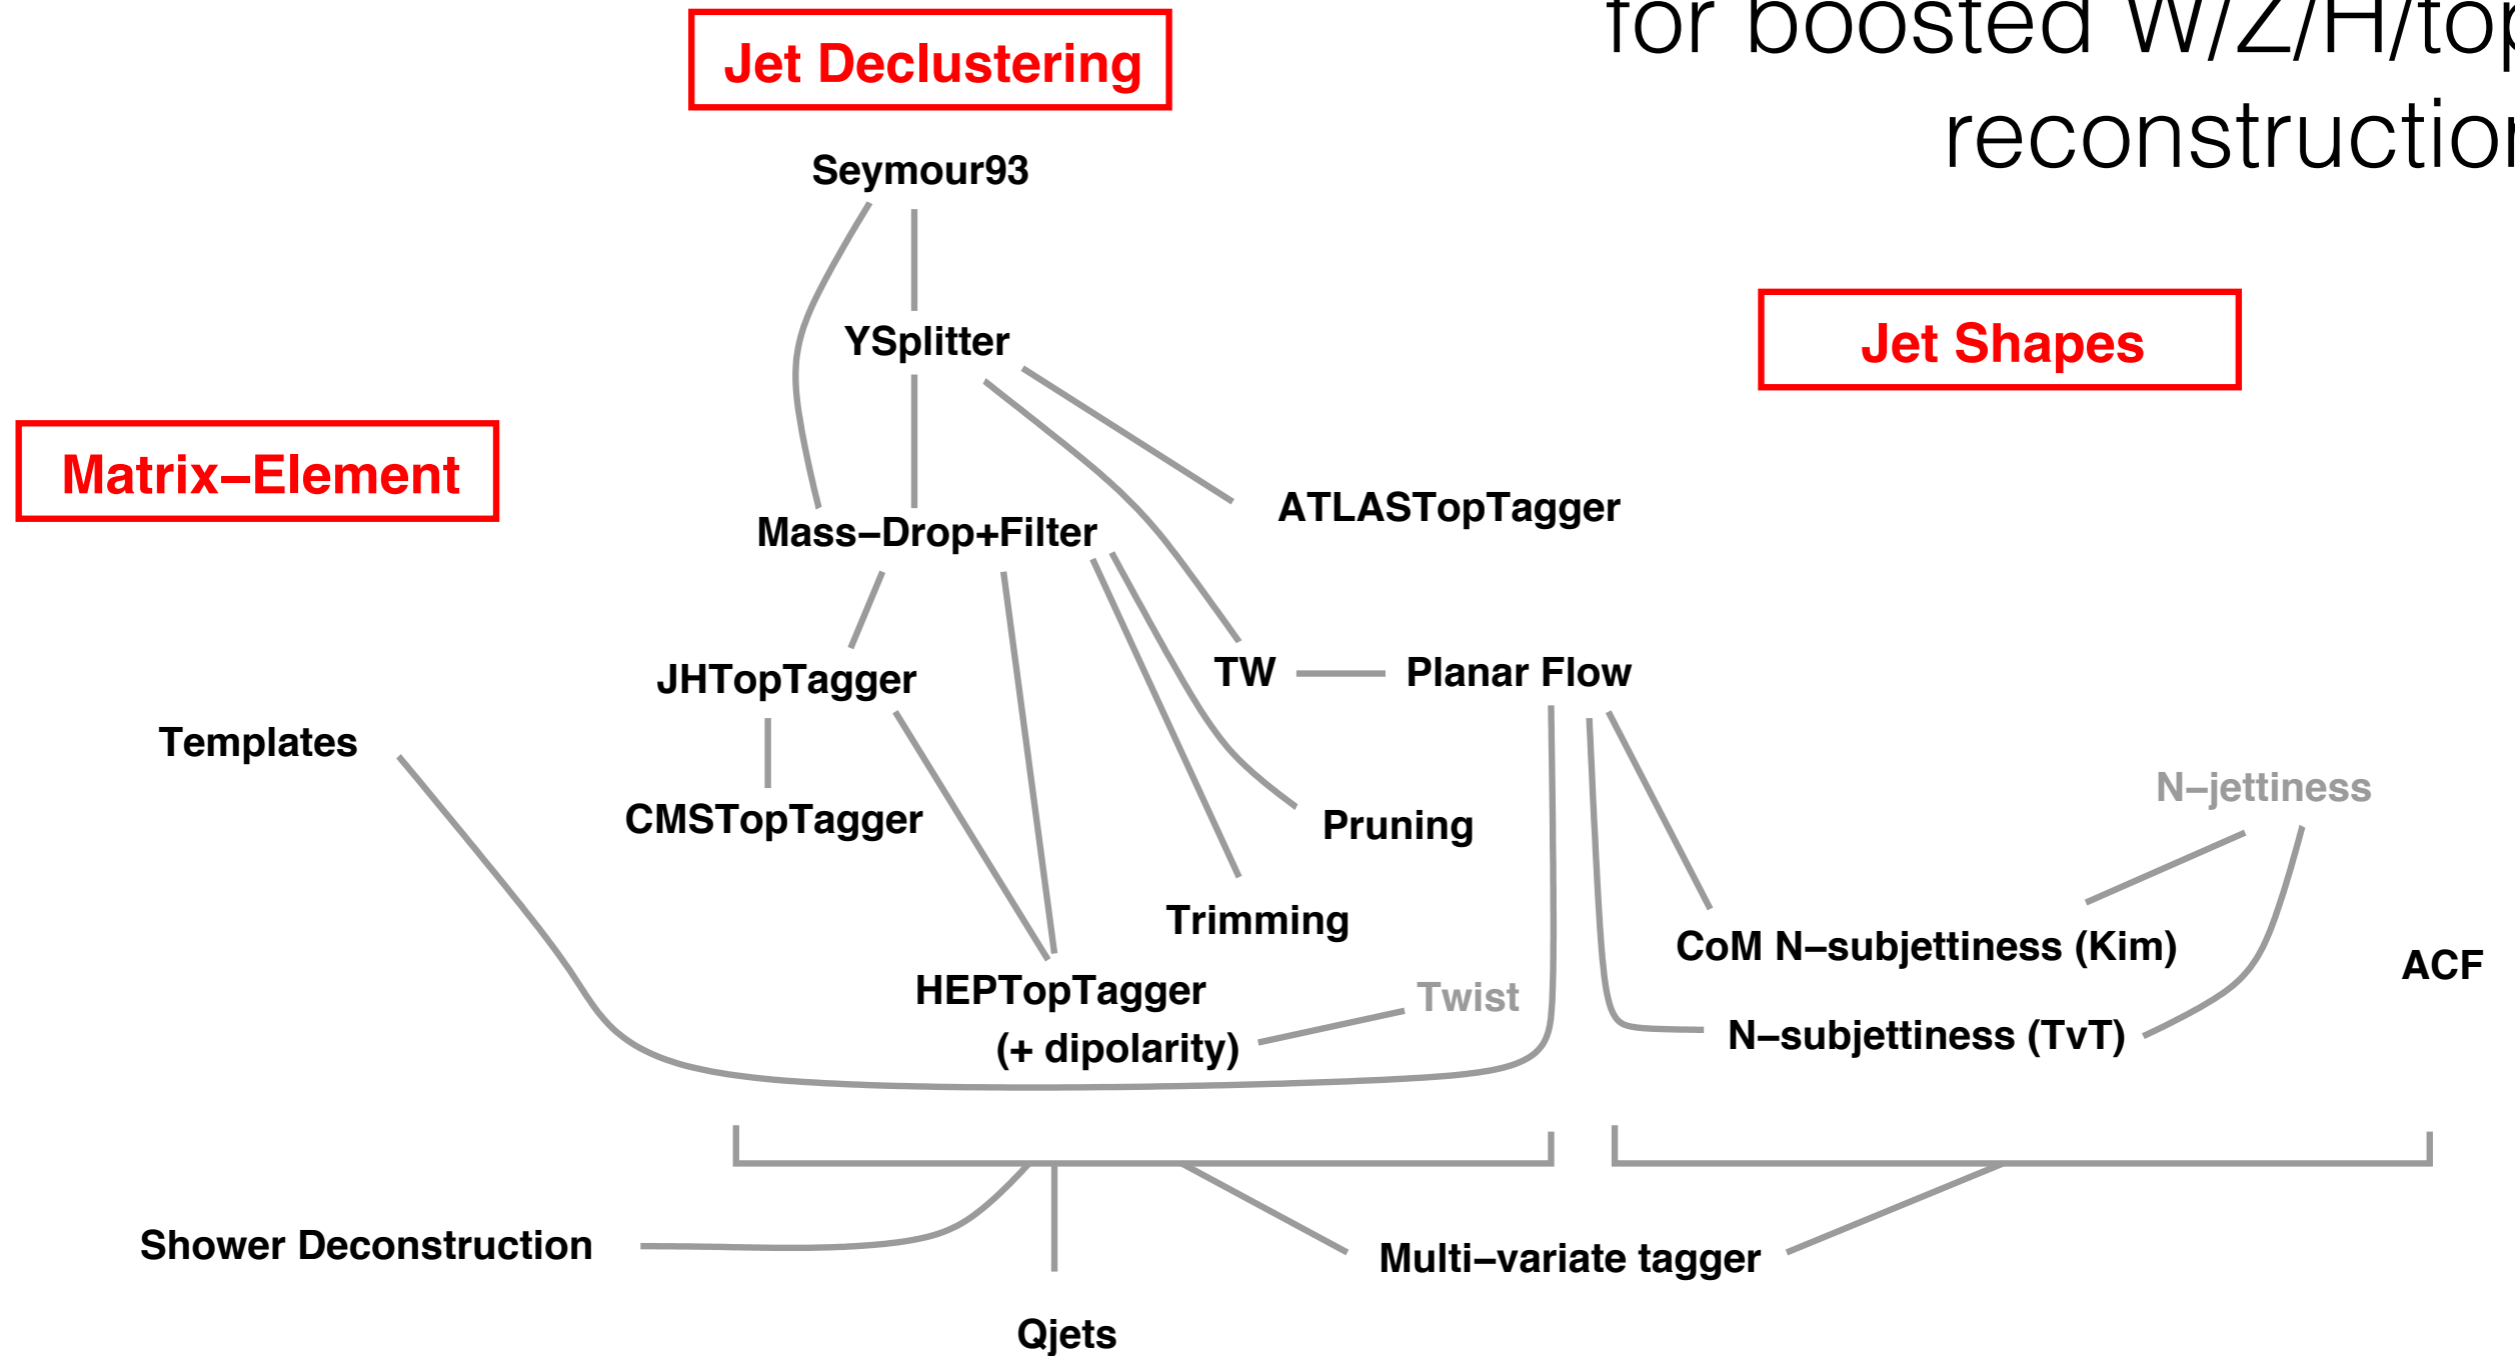 for boosted W/Z/H/top
reconstruction
Jet Declustering
Seymour93
YSplitter
Jet Shapes
Matrix–Element
ATLASTopTagger
Mass–Drop+Filter
JHTopTagger
TW
Planar Flow
Templates
CMSTopTagger
Pruning
N–jettiness
Trimming
CoM N–subjettiness (Kim)
ACF
HEPTopTagger
(+ dipolarity)
Twist
N–subjettiness (TvT)
Shower Deconstruction
Multi–variate tagger
Qjets